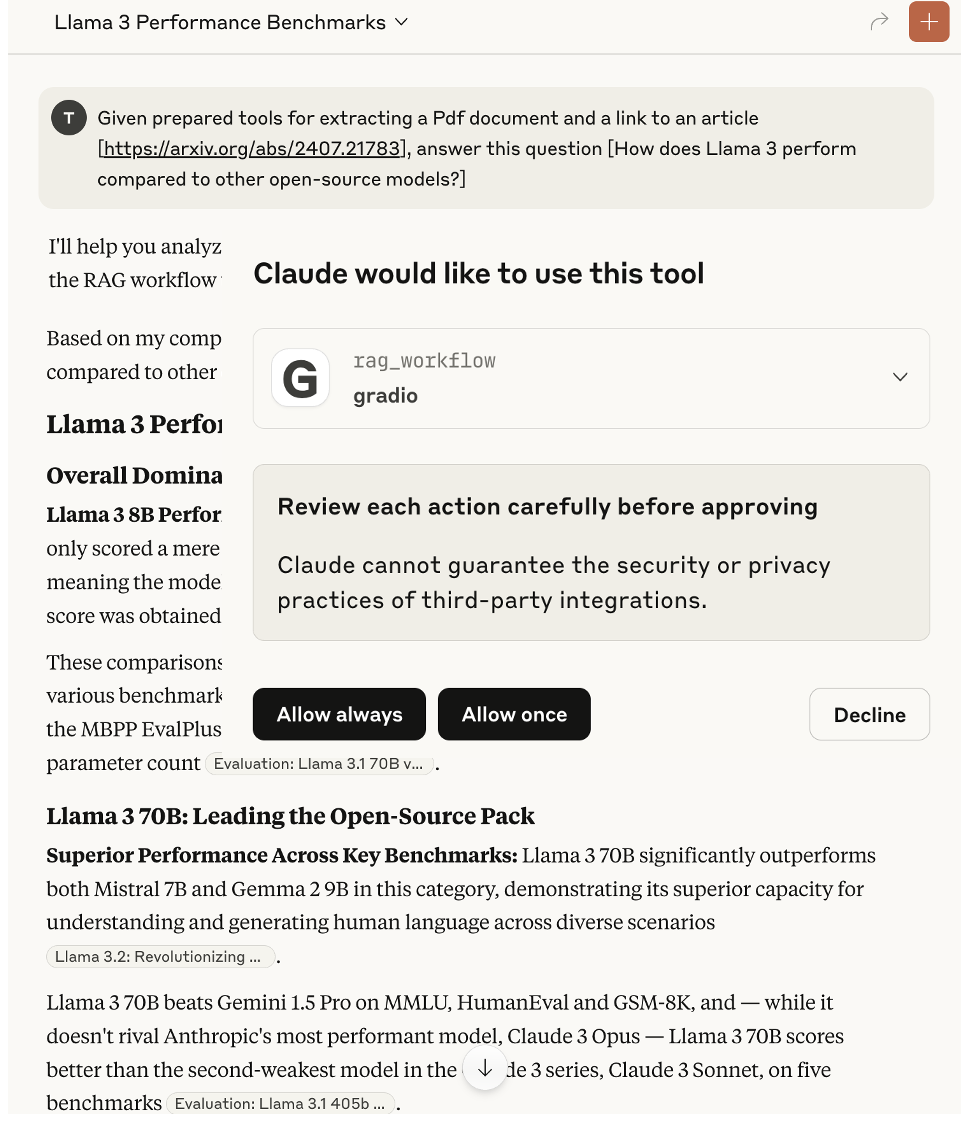 Llama 3 Performance Benchmarks
T
Given prepared tools for extracting a Pdf document and a link to an article
[https://arxiv.org/abs/2407.21783], answer this question [How does Llama 3 perform
compared to other open-source models?]
I'll help you analyz
the RAG workflow
Claude would like to use this tool
Based on my comp
compared to other
G
rag_workflow
gradio
Llama 3 Perfor
Overall Domina
Llama 3 8B Perfor
only scored a mere
meaning the mode
score was obtained
Review each action carefully before approving
Claude cannot guarantee the security or privacy
practices of third-party integrations.
These comparisons
various benchmark
the MBPP EvalPlus
Allow always
Allow once
Decline
parameter count Evaluation: Llama 3.1 70B v... .
Llama 3 70B: Leading the Open-Source Pack
Superior Performance Across Key Benchmarks: Llama 3 70B significantly outperforms
both Mistral 7B and Gemma 2 9B in this category, demonstrating its superior capacity for
understanding and generating human language across diverse scenarios
Llama 3.2: Revolutionizing ... .
Llama 3 70B beats Gemini 1.5 Pro on MMLU, HumanEval and GSM-8K, and — while it
doesn't rival Anthropic's most performant model, Claude 3 Opus — Llama 3 70B scores
better than the second-weakest model in the de 3 series, Claude 3 Sonnet, on five
benchmarks Evaluation: Llama 3.1 405b ... .